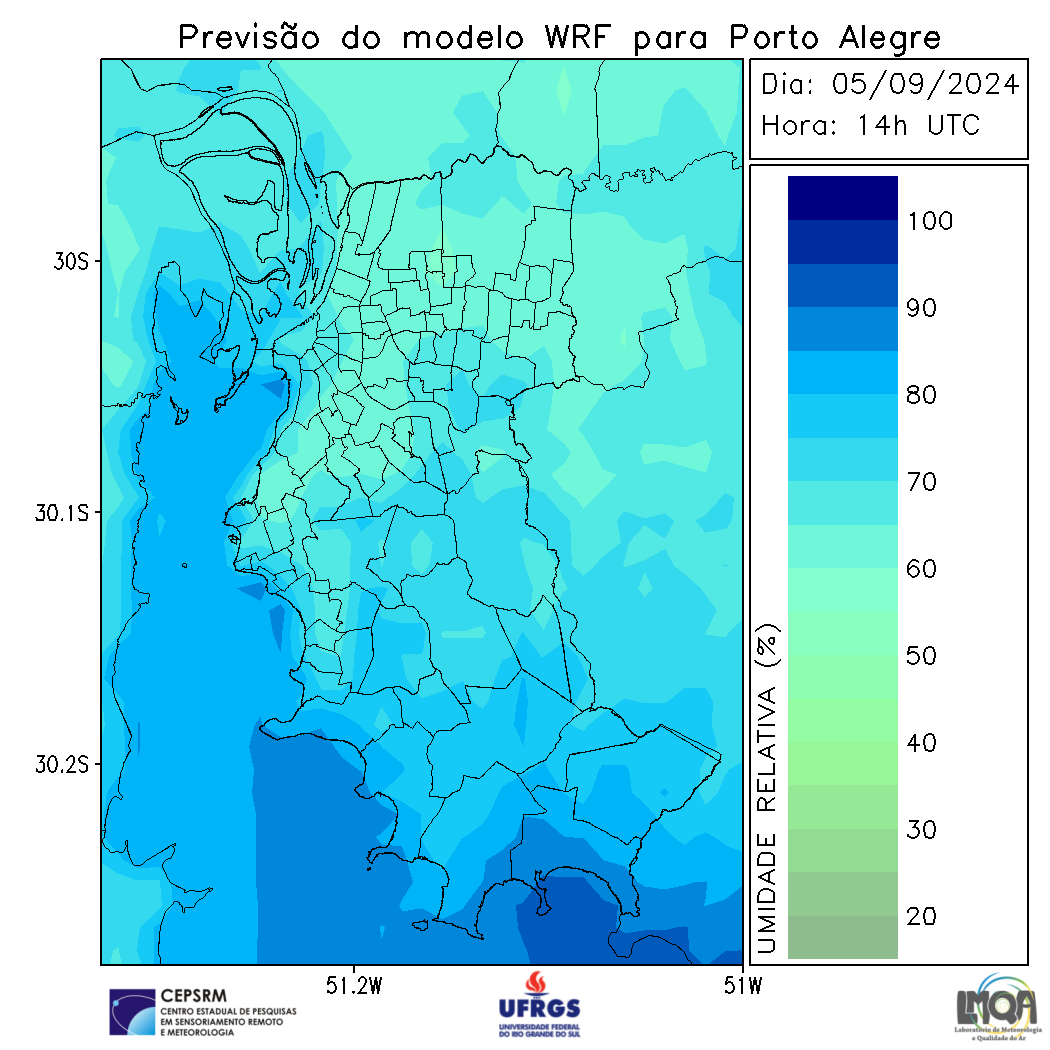 Previsão do modelo WRF para Porto Alegre
Dia: 05/09/2024
Hora: 14h UTC
30S
30.1S
30.2S
51.2W
51W
UMIDADE RELATIVA (%)
100
90
80
70
60
50
40
30
20
CEPSRM
CENTRO ESTADUAL DE PESQUISAS
EM SENSORIAMENTO REMOTO
E METEOROLOGIA
UFRGS
UNIVERSIDADE FEDERAL
DO RIO GRANDE DO SUL
LMQA
Laboratório de Meteorologia
e Qualidade do Ar